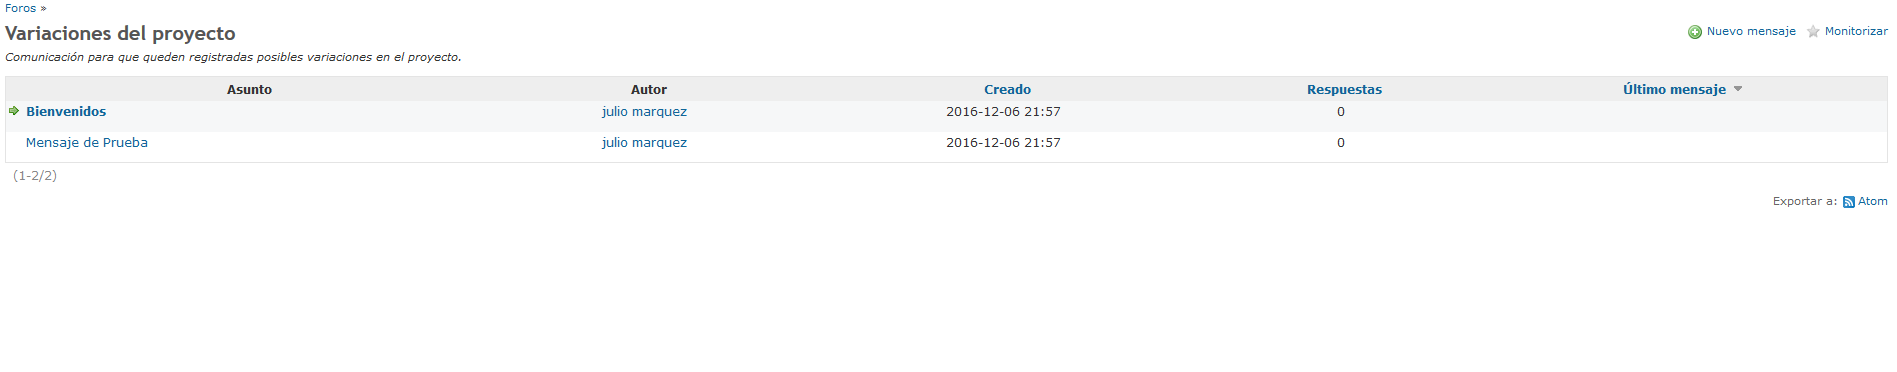 Foros »
Variaciones del proyecto
Nuevo mensaje Monitorizar
Comunicación para que queden registradas posibles variaciones en el proyecto.
Asunto Autor Creado Respuestas Último mensaje
Bienvenidos julio marquez 2016-12-06 21:57 0
Mensaje de Prueba julio marquez 2016-12-06 21:57 0
(1-2/2)
Exportar a: Atom